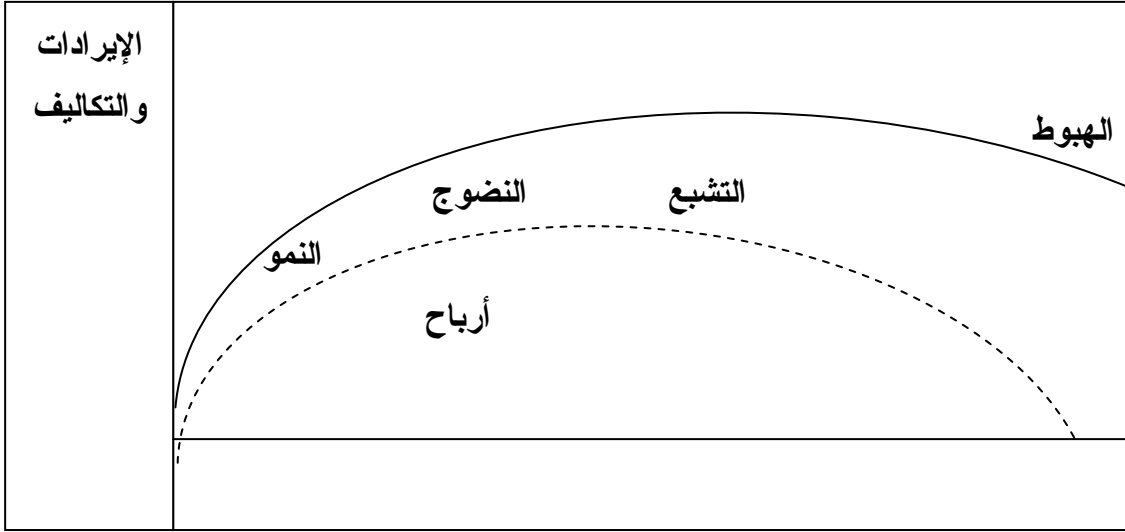 الإيرادات
والتكاليف
الهبوط
النضوج
التشبع
النمو
أرباح